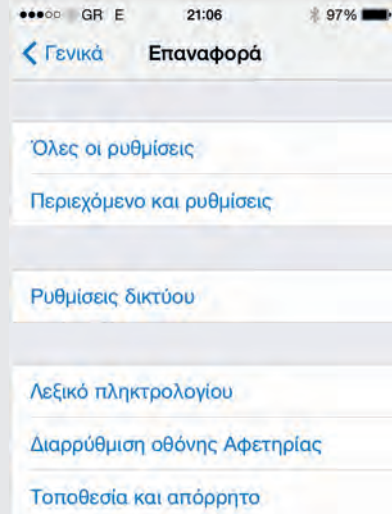 GR E 21:06 97%
Γενικά Επαναφορά
Όλες οι ρυθμίσεις
Περιεχόμενο και ρυθμίσεις
Ρυθμίσεις δικτύου
Λεξικό πληκτρολογίου
Διαρρύθμιση οθόνης Αφετηρίας
Τοποθεσία και απόρρητο